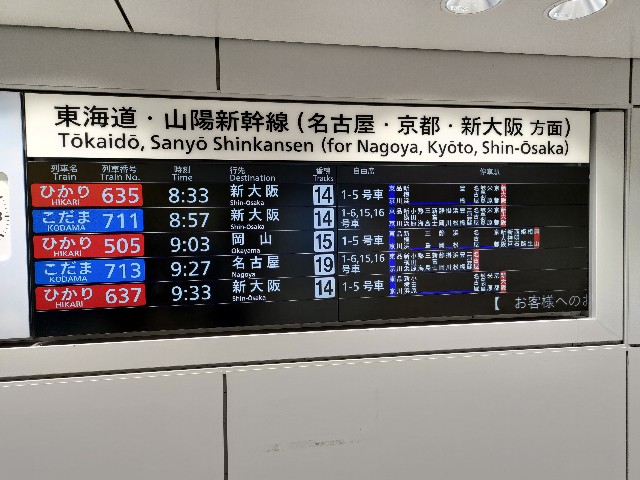 東海道・山陽新幹線(名古屋・京都・新大阪 方面)
Tōkaidō, Sanyō Shinkansen (for Nagoya, Kyōto, Shin-Ōsaka)
列車名 列車番号 時刻 行先 番線 自由席 停車駅
Train Train No. Time Destination Tracks
ひかり 635 8:33 新大阪 14 1-5 号車
HIKARI Shin-Osaka
こだま 711 8:57 新大阪 14 1-6,15,16 号車
KODAMA Shin-Osaka
ひかり 505 9:03 岡山 15 1-5 号車
HIKARI Okayama
こだま 713 9:27 名古屋 19 1-6,15,16 号車
KODAMA Nagoya
ひかり 637 9:33 新大阪 14 1-5 号車
HIKARI Shin-Osaka
【 お客様への